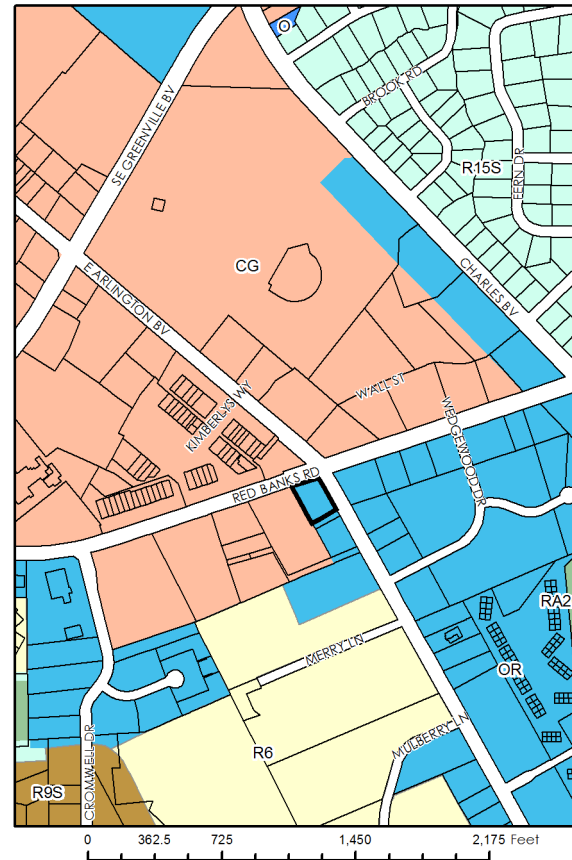 O
BROOK RD
SE GREENVILLE BV
R15S
FERN DR
CG
E ARLINGTON BV
CHARLES BV
WALL ST
KIMBERLYS WY
WEDGEWOOD DR
RED BANKS RD
RA2
MERRY LN
OR
MULBERRY LN
R6
CROMWELL DR
R9S
0 362.5 725 1,450 2,175 Feet